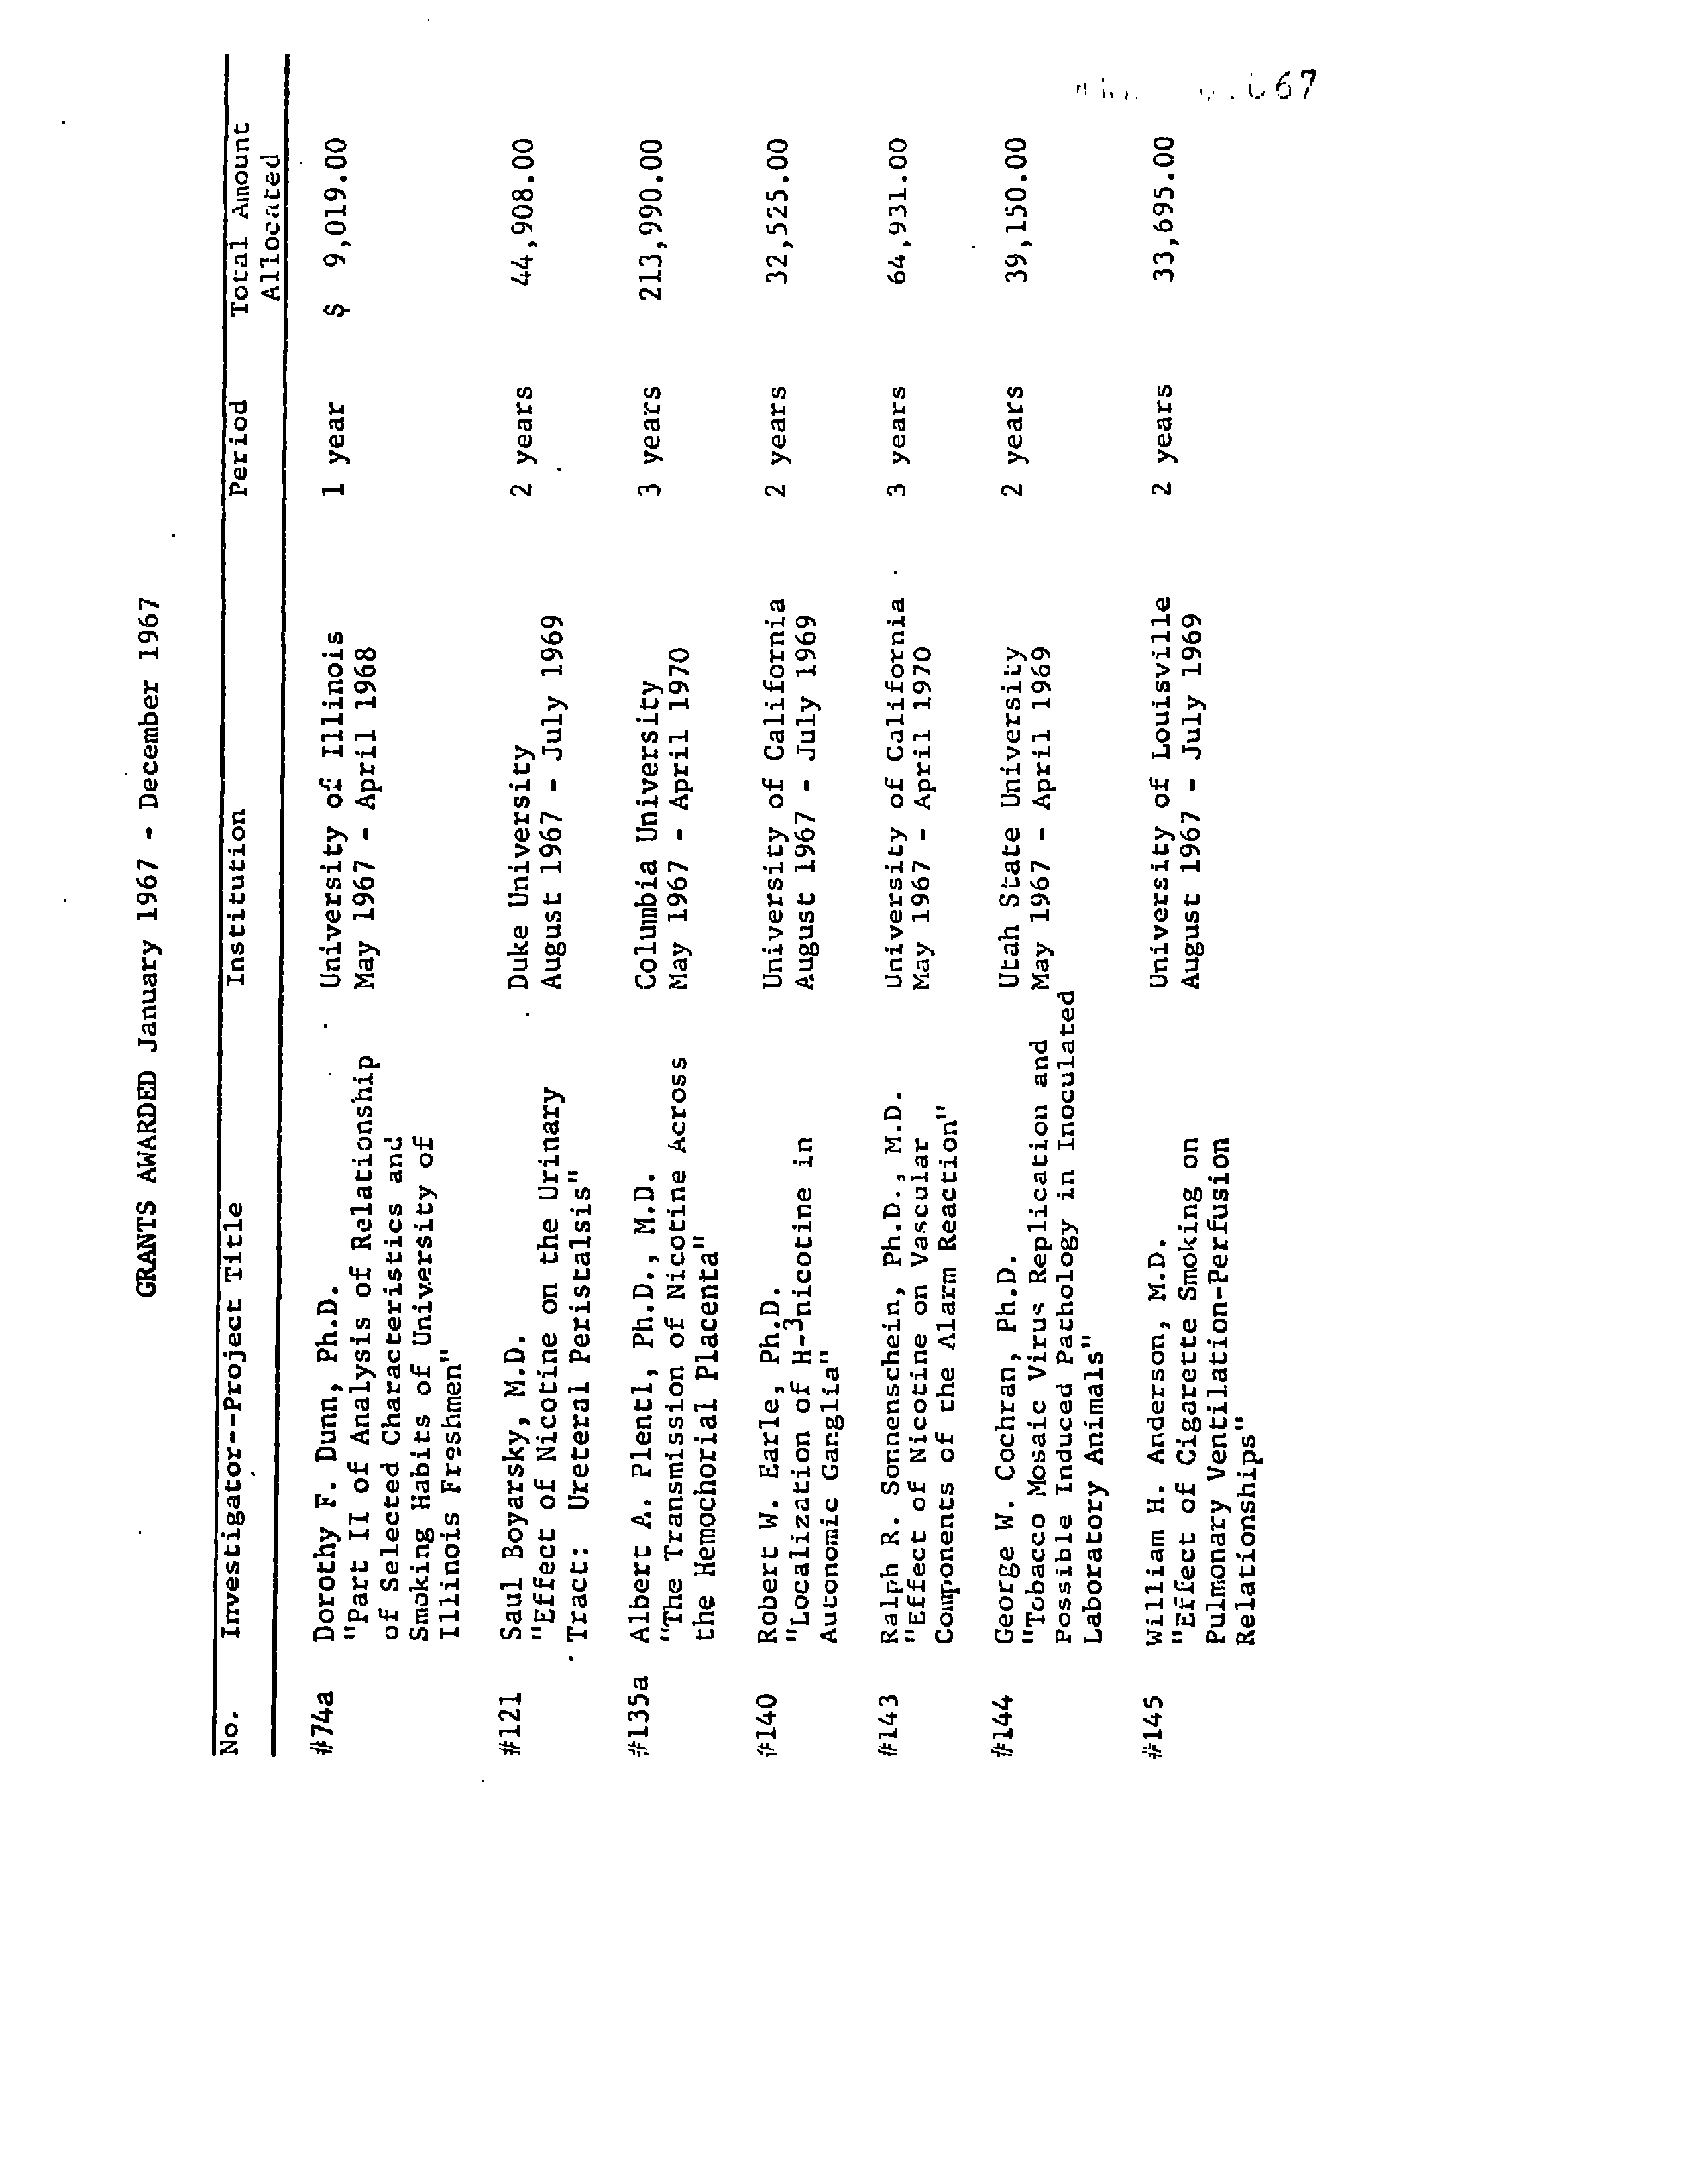 GRANTS AWARDED January 1967 - December 1967
No. Investigator--Project Title Institution Period Total Amount
Allocated
#74a Dorothy F. Dunn, Ph.D. University of Illinois 1 year $ 9,019.00
"Part II of Analysis of Relationship May 1967 - April 1968
of Selected Characteristics and
Smoking Habits of University of
Illinois Freshmen"
#121 Saul Boyarsky, M.D. Duke University 2 years 44,908.00
"Effect of Nicotine on the Urinary August 1967 - July 1969
Tract: Ureteral Peristalsis"
#135a Albert A. Plentl, Ph.D., M.D. Columbia University 3 years 213,990.00
"The Transmission of Nicotine Across May 1967 - April 1970
the Hemochorial Placenta"
#140 Robert W. Earle, Ph.D. University of California 2 years 32,525.00
"Localization of H-3nicotine in August 1967 - July 1969
Autonomic Ganglia"
#143 Ralph R. Sonnenschein, Ph.D., M.D. University of California 3 years 64,931.00
"Effect of Nicotine on Vascular May 1967 - April 1970
Components of the Alarm Reaction"
#144 George W. Cochran, Ph.D. Utah State University 2 years 39,150.00
"Tobacco Mosaic Virus Replication and May 1967 - April 1969
Possible Induced Pathology in Inoculated
Laboratory Animals"
#145 William H. Anderson, M.D. University of Louisville 2 years 33,695.00
"Effect of Cigarette Smoking on August 1967 - July 1969
Pulmonary Ventilation-Perfusion
Relationships"